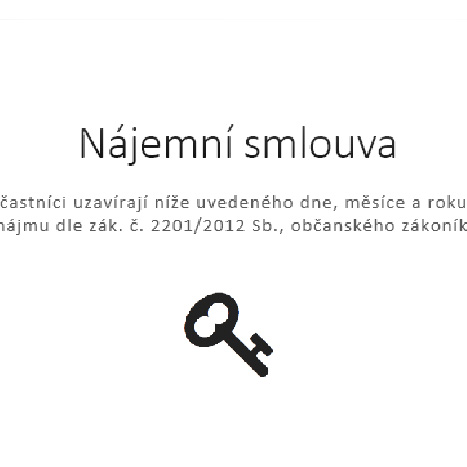 Nájemní smlouva
častníci uzavírají níže uvedeného dne, měsíce a roku
nájmu dle zák. č. 2201/2012 Sb., občanského zákoník